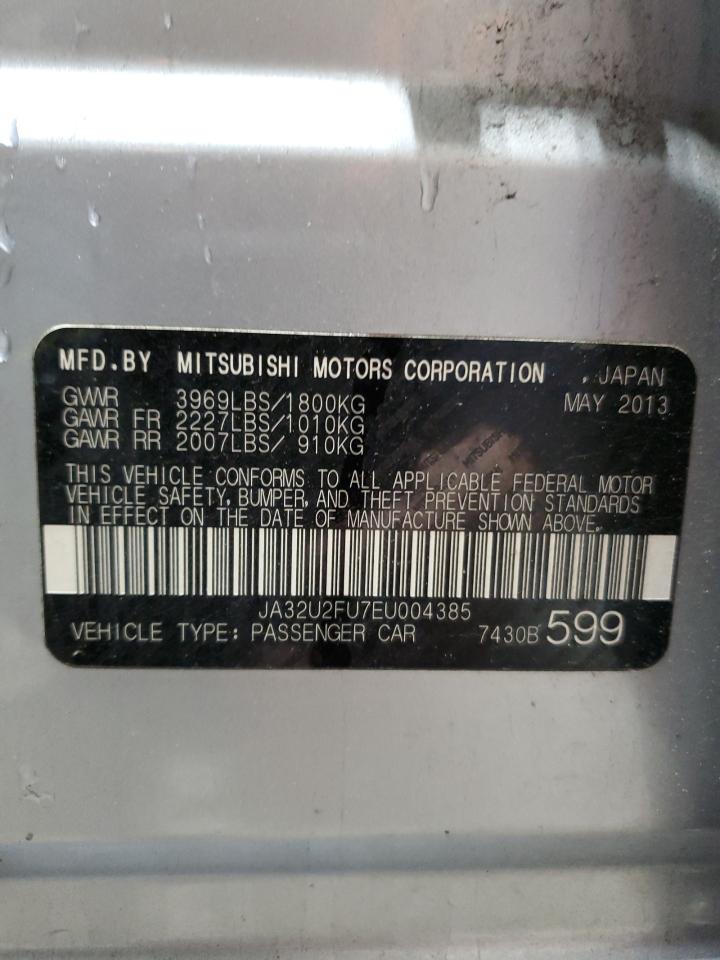 MFD.BY MITSUBISHI MOTORS CORPORATION JAPAN
GVWR 3969LBS/1800KG MAY 2013
GAWR FR 2227LBS/1010KG
GAWR RR 2007LBS/ 910KG
THIS VEHICLE CONFORMS TO ALL APPLICABLE FEDERAL MOTOR
VEHICLE SAFETY, BUMPER, AND THEFT PREVENTION STANDARDS
IN EFFECT ON THE DATE OF MANUFACTURE SHOWN ABOVE.
JA32U2FU7EU004385
VEHICLE TYPE: PASSENGER CAR 7430B 599